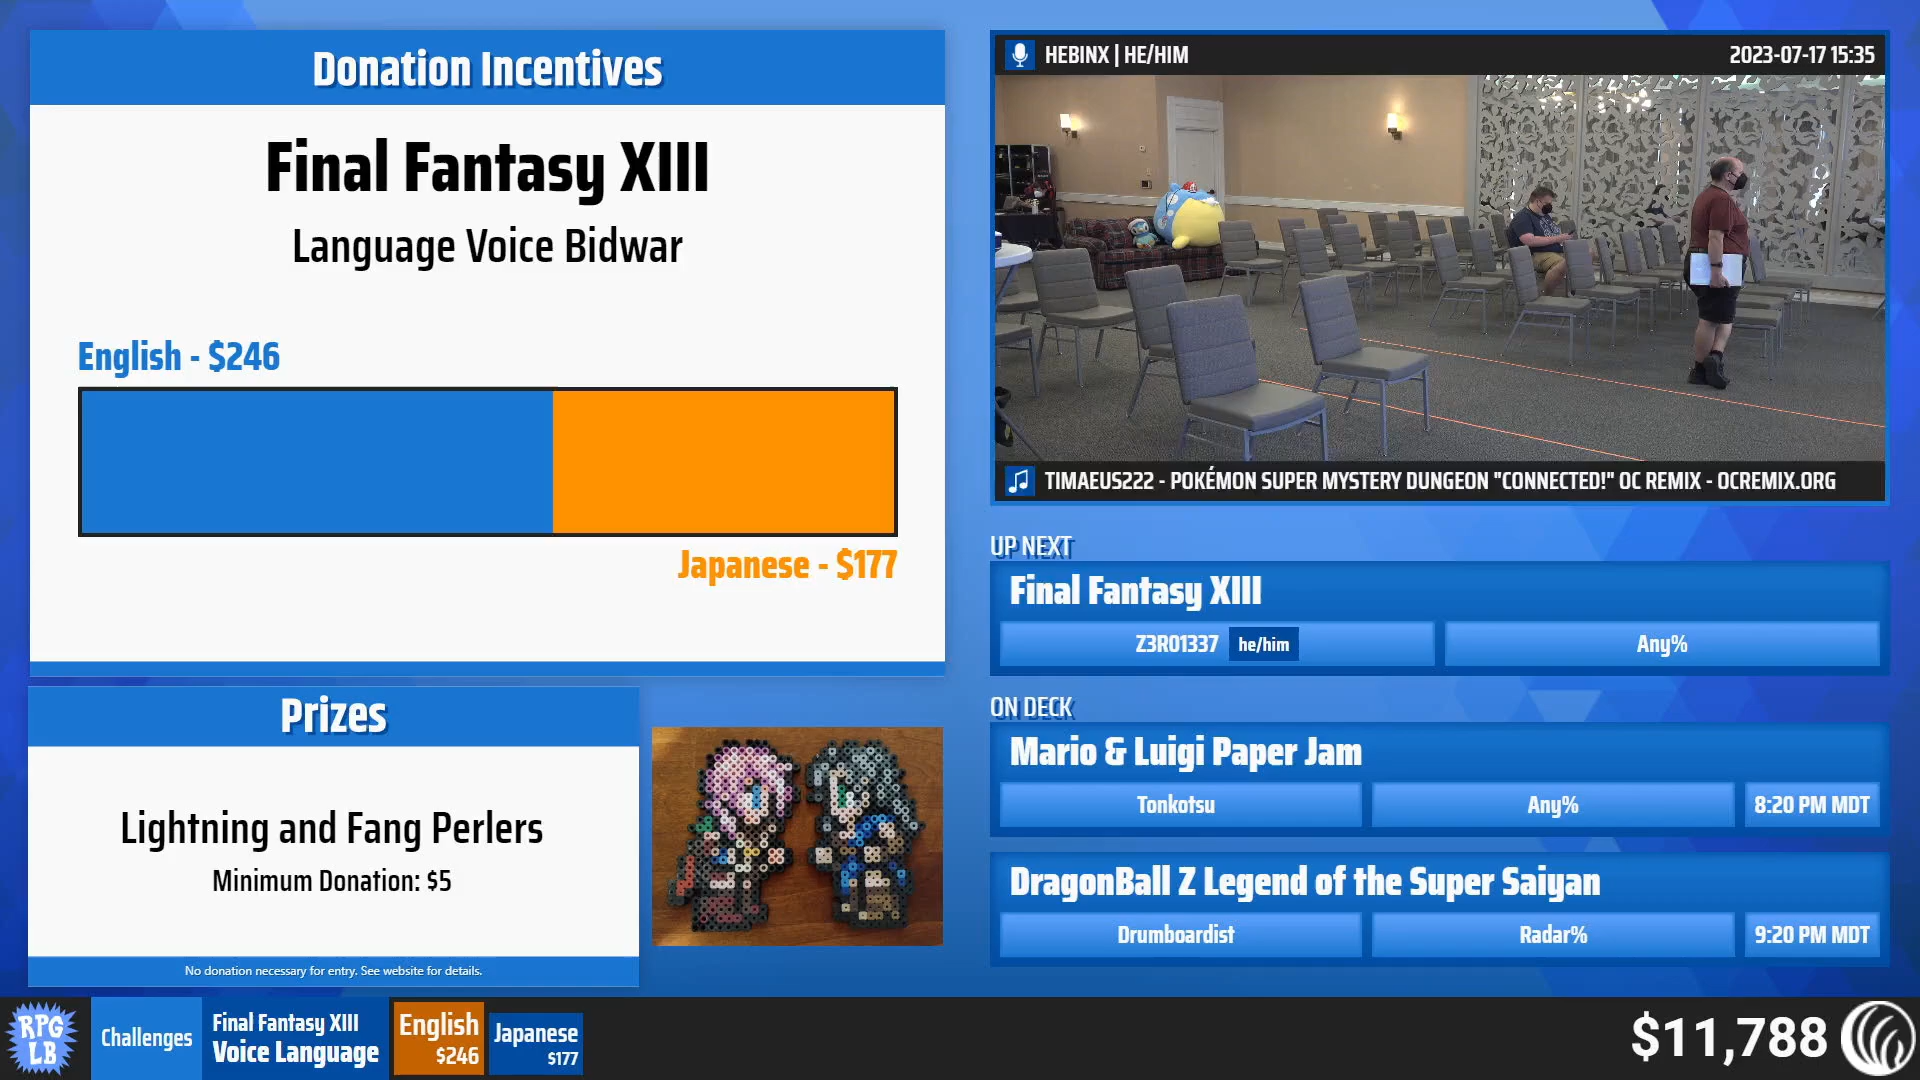 Donation Incentives
Final Fantasy XIII
Language Voice Bidwar
English - $246
Japanese - $177
Prizes
Lightning and Fang Perlers
Minimum Donation: $5
No donation necessary for entry. See website for details.
HEBINX | HE/HIM
2023-07-17 15:35
TIMAEUS222 - POKÉMON SUPER MYSTERY DUNGEON "CONNECTED!" OC REMIX - OCREMIX.ORG
UP NEXT
Final Fantasy XIII
Z3R01337 he/him
Any%
ON DECK
Mario & Luigi Paper Jam
Tonkotsu
Any%
8:20 PM MDT
DragonBall Z Legend of the Super Saiyan
Drumboardist
Radar%
9:20 PM MDT
RPG
LB
Challenges
Final Fantasy XIII
Voice Language
English
$246
Japanese
$177
$11,788